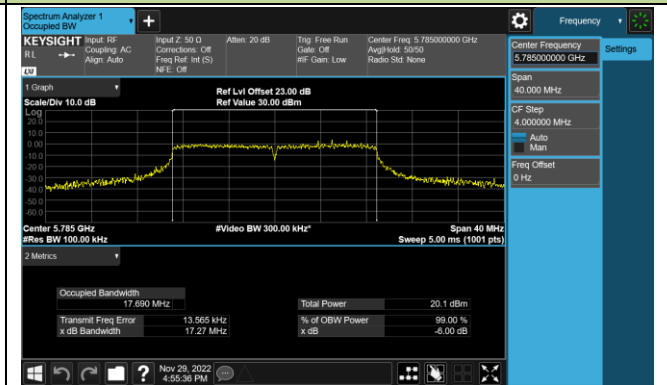 Spectrum Analyzer 1
Occupied BW
+
Frequency
KEYSIGHT
RL
LXI
Input: RF
Coupling: AC
Align: Auto
Input Z: 50 Ω
Corrections: Off
Freq Ref: Int (S)
NFE: Off
Atten: 20 dB
Trig: Free Run
Gate: Off
#IF Gain: Low
Center Freq: 5.785000000 GHz
Avg|Hold: 50/50
Radio Std: None
Center Frequency
5.785000000 GHz
Settings
Span
40.000 MHz
CF Step
4.000000 MHz
Auto
Man
Freq Offset
0 Hz
1 Graph
Scale/Div 10.0 dB
Ref Lvl Offset 23.00 dB
Ref Value 30.00 dBm
Log
20.0
10.0
0.00
-10.0
-20.0
-30.0
-40.0
-50.0
-60.0
Center 5.785 GHz
#Res BW 100.00 kHz
#Video BW 300.00 kHz*
Span 40 MHz
Sweep 5.00 ms (1001 pts)
2 Metrics
Occupied Bandwidth
17.690 MHz
Total Power 20.1 dBm
Transmit Freq Error 13.565 kHz
% of OBW Power 99.00 %
x dB Bandwidth 17.27 MHz
x dB -6.00 dB
?
Nov 29, 2022
4:55:36 PM